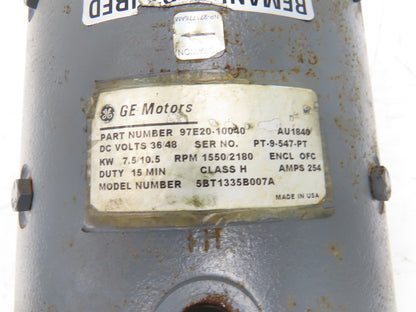 GE Motors
PART NUMBER 97E20-10040 AU1840
DC VOLTS 36/48 SER NO. PT-9-547-PT
KW 7.5/10.5 RPM 1550/2180 ENCL OFC
DUTY 15 MIN CLASS H AMPS 254
MODEL NUMBER 5BT1335B007A
MADE IN USA